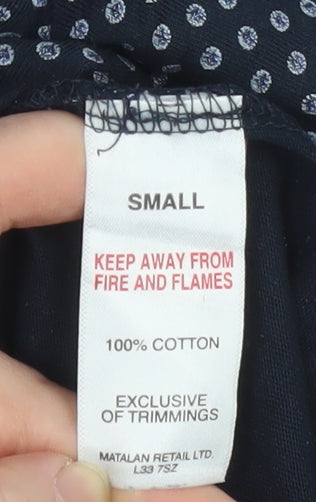 SMALL
KEEP AWAY FROM
FIRE AND FLAMES
100% COTTON
EXCLUSIVE
OF TRIMMINGS
MATALAN RETAIL LTD.
L33 7SZ